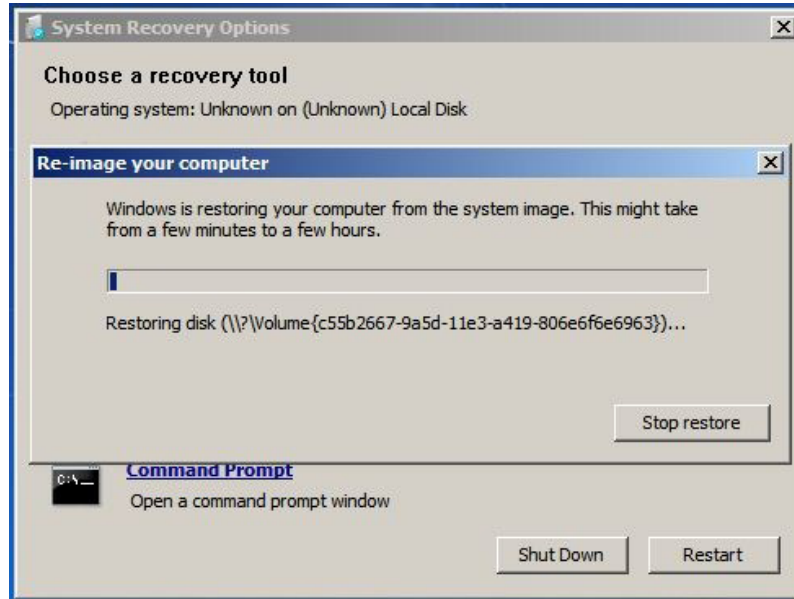 System Recovery Options
Choose a recovery tool
Operating system: Unknown on (Unknown) Local Disk
Re-image your computer
Windows is restoring your computer from the system image. This might take
from a few minutes to a few hours.
Restoring disk (\\?\Volume{c55b2667-9a5d-11e3-a419-806e6f6e6963})...
Stop restore
Command Prompt
C:\_
Open a command prompt window
Shut Down
Restart